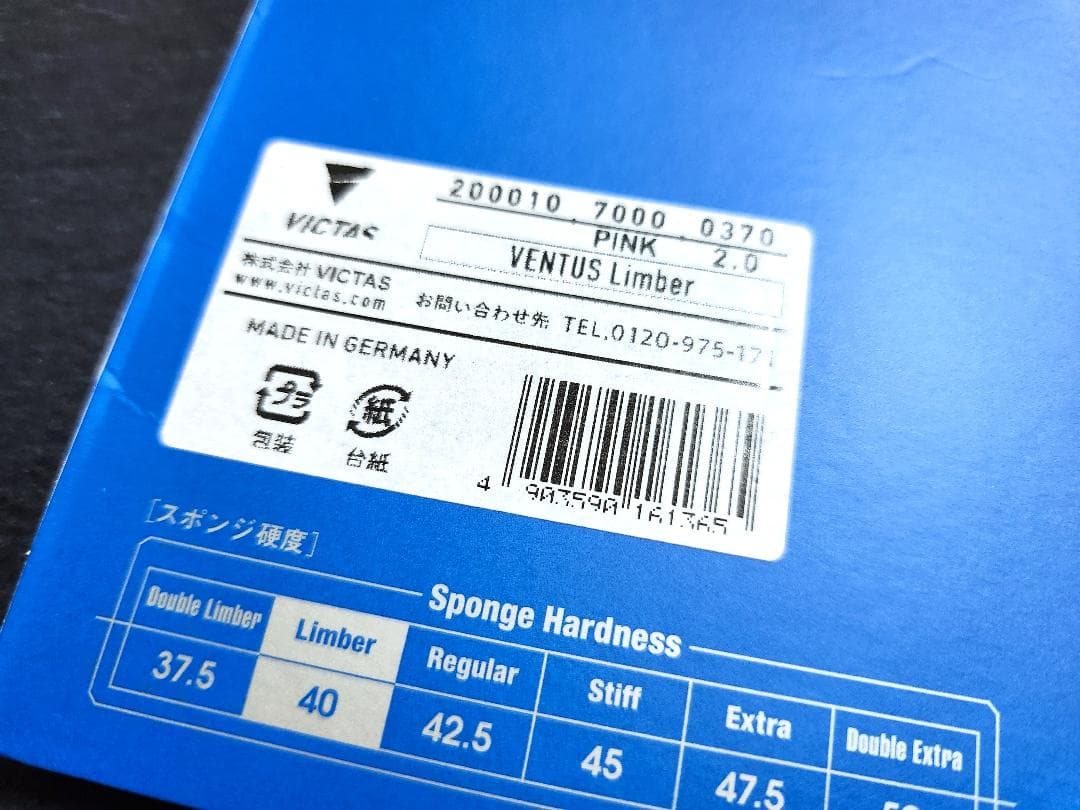 VICTAS
200010 . 7000 . 0370
PINK 2.0
VENTUS Limber
株式会社 VICTAS
www.victas.com
お問い合わせ先 TEL.0120-975-171
MADE IN GERMANY
プラ
紙
包装
台紙
4 903590
[スポンジ硬度]
Sponge Hardness
Double Limber Limber Regular Stiff Extra Double Extra
37.5 40 42.5 45 47.5